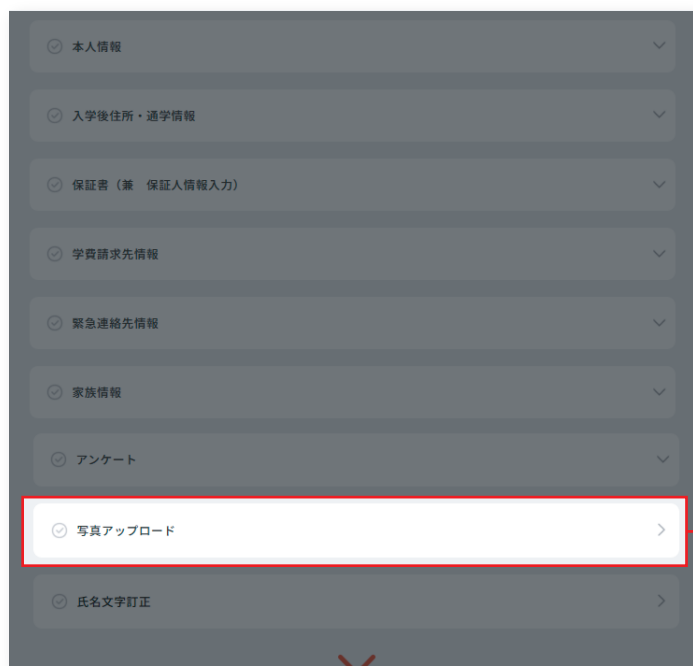 本人情報
入学後住所・通学情報
保証書（兼　保証人情報入力）
学費請求先情報
緊急連絡先情報
家族情報
アンケート
写真アップロード
氏名文字訂正